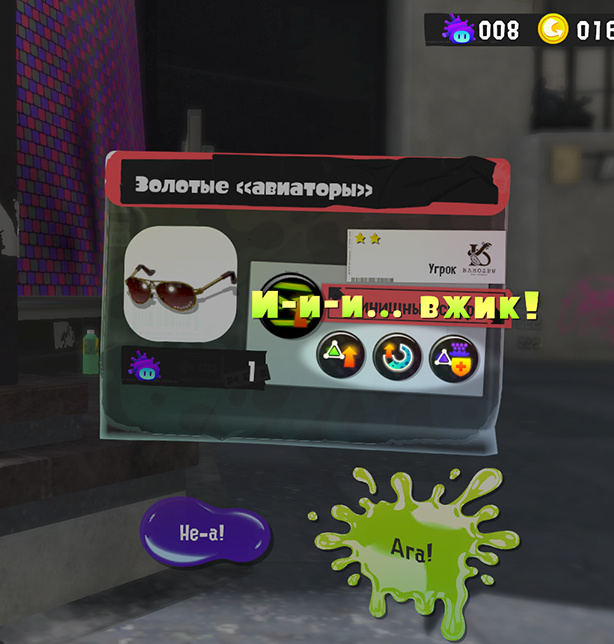 008
016
Золотые «авиаторы»
Угрок
И-и-и... вжик!
1
Не-а!
Ага!